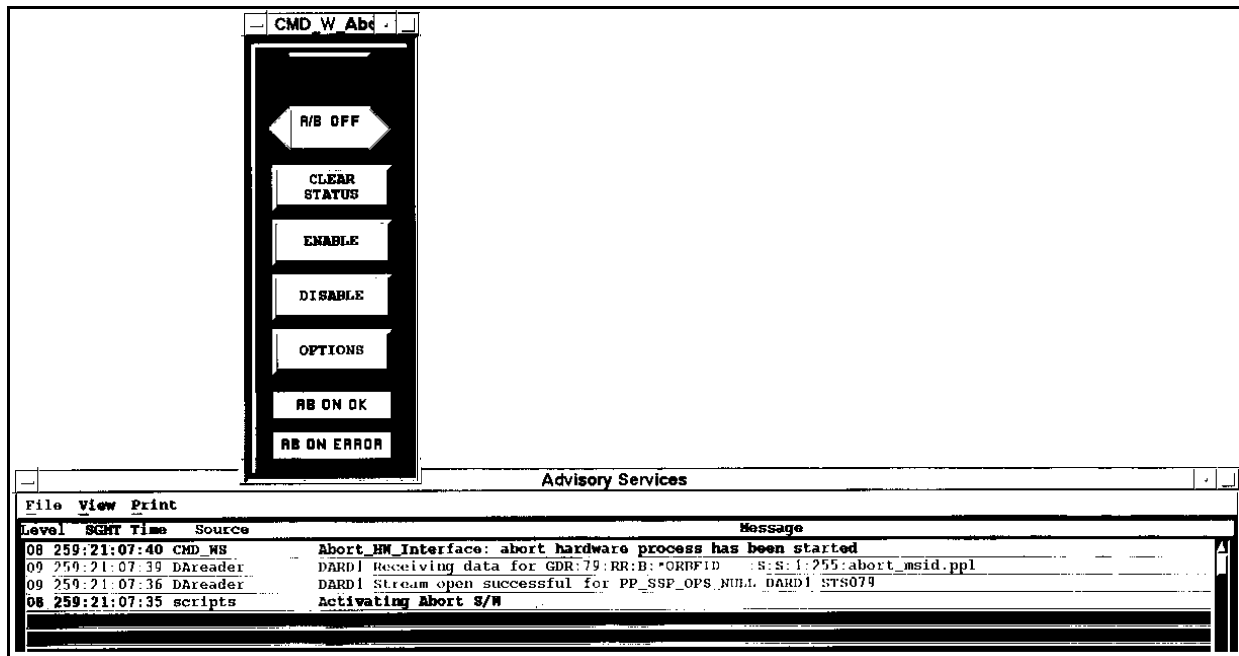 CMD_W_Abo
A/B OFF
CLEAR
STATUS
ENABLE
DISABLE
OPTIONS
AB ON OK
AB ON ERROR
Advisory Services
File View Print
Level SGMT Time Source Message
08 259:21:07:40 CMD_WS Abort_HW_Interface: abort hardware process has been started
09 259:21:07:39 DAreader DARD1 Receiving data for GDR:79:RR:B:*ORBFID :S:S:1:255:abort_msid.ppl
09 259:21:07:36 DAreader DARD1 Stream open successful for PP_SSP_OPS_NULL DARD1 STS079
08 259:21:07:35 scripts Activating Abort S/W